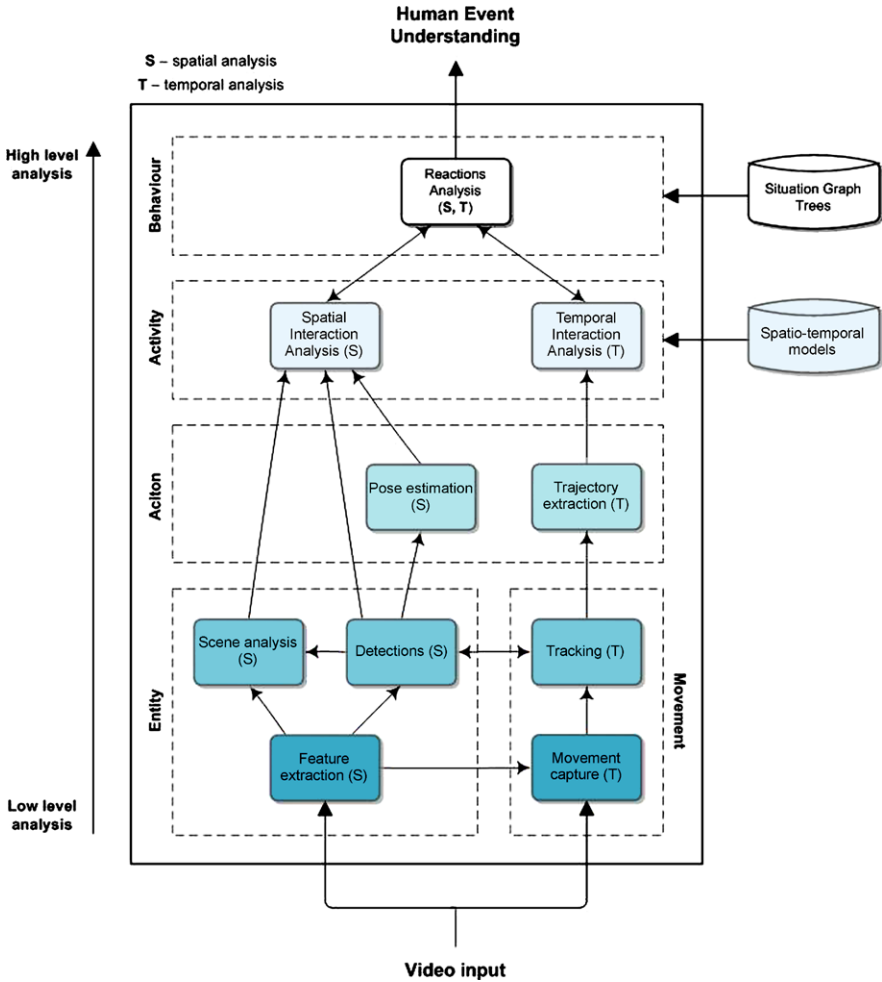 Human Event
Understanding
S – spatial analysis
T – temporal analysis
High level
analysis
Behaviour
Reactions
Analysis
(S, T)
Situation Graph
Trees
Activity
Spatial
Interaction
Analysis (S)
Temporal
Interaction
Analysis (T)
Spatio-temporal
models
Aciton
Pose estimation
(S)
Trajectory
extraction (T)
Entity
Scene analysis
(S)
Detections (S)
Tracking (T)
Movement
Feature
extraction (S)
Movement
capture (T)
Low level
analysis
Video input